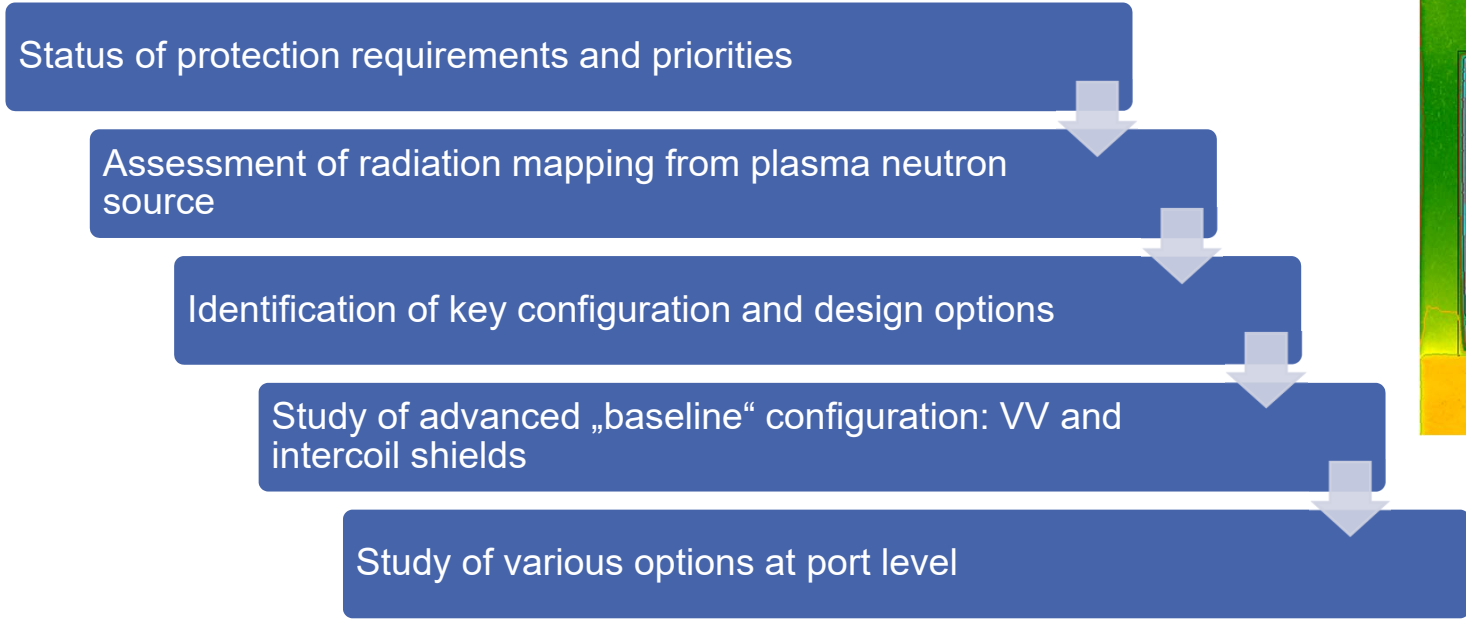 Status of protection requirements and priorities
Assessment of radiation mapping from plasma neutron
source
Identification of key configuration and design options
Study of advanced „baseline“ configuration: VV and
intercoil shields
Study of various options at port level